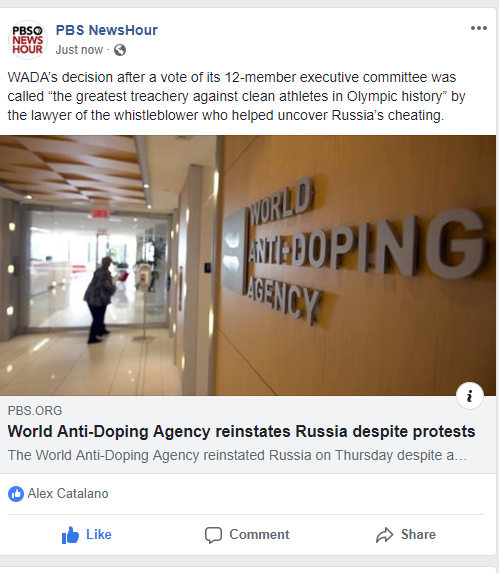 PBS
NEWS
HOUR
PBS NewsHour
Just now ·
WADA's decision after a vote of its 12-member executive committee was
called “the greatest treachery against clean athletes in Olympic history” by
the lawyer of the whistleblower who helped uncover Russia's cheating.
WORLD
ANTI-DOPING
AGENCY
i
PBS.ORG
World Anti-Doping Agency reinstates Russia despite protests
The World Anti-Doping Agency reinstated Russia on Thursday despite a...
Alex Catalano
Like Comment Share